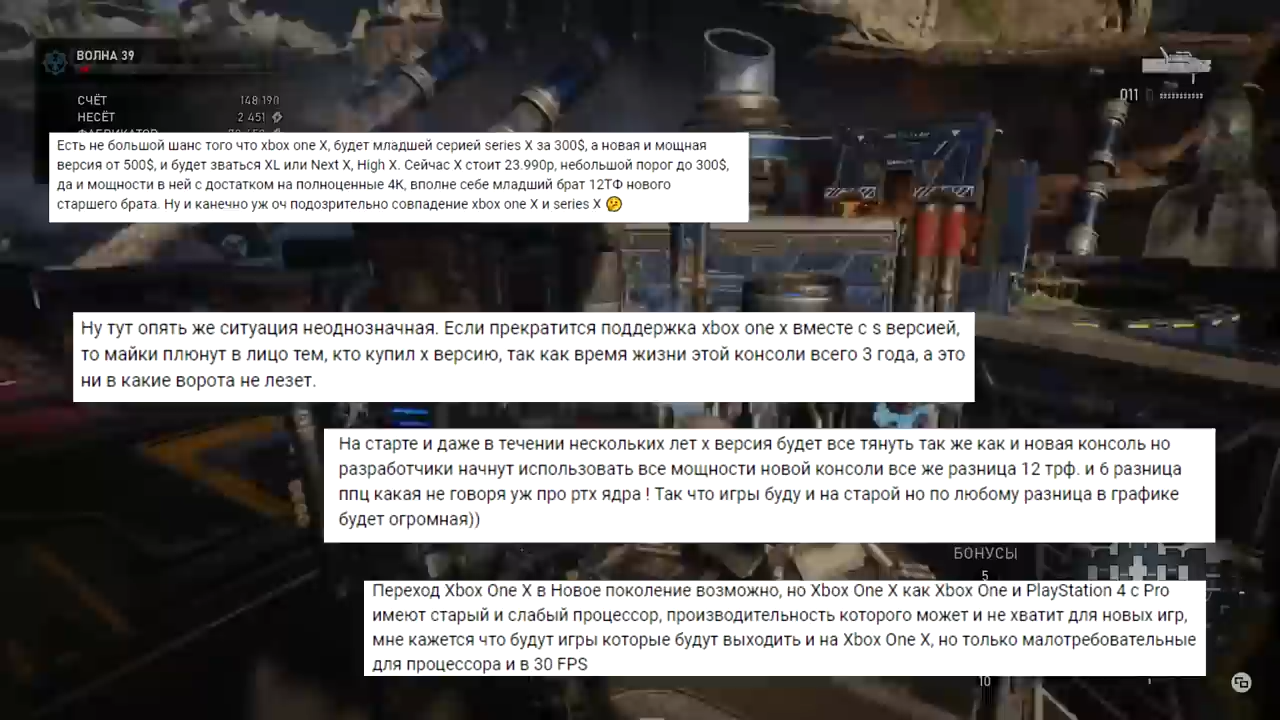 ВОЛНА 39
СЧЁТ 148 190
НЕСЁТ 2 451
011
Есть не большой шанс того что xbox one X, будет младшей серией series X за 300$, а новая и мощная
версия от 500$, и будет зваться XL или Next X, High X. Сейчас X стоит 23.990р, небольшой порог до 300$,
да и мощности в ней с достатком на полноценные 4К, вполне себе младший брат 12ТФ нового
старшего брата. Ну и канечно уж оч подозрительно совпадение xbox one X и series X 🤔
Ну тут опять же ситуация неоднозначная. Если прекратится поддержка xbox one x вместе с s версией,
то майки плюнут в лицо тем, кто купил x версию, так как время жизни этой консоли всего 3 года, а это
ни в какие ворота не лезет.
На старте и даже в течении нескольких лет х версия будет все тянуть так же как и новая консоль но
разработчики начнут использовать все мощности новой консоли все же разница 12 трф. и 6 разница
ппц какая не говоря уж про ртх ядра ! Так что игры буду и на старой но по любому разница в графике
будет огромная))
БОНУСЫ
5
Переход Xbox One X в Новое поколение возможно, но Xbox One X как Xbox One и PlayStation 4 с Pro
имеют старый и слабый процессор, производительность которого может и не хватит для новых игр,
мне кажется что будут игры которые будут выходить и на Xbox One X, но только малотребовательные
для процессора и в 30 FPS
10